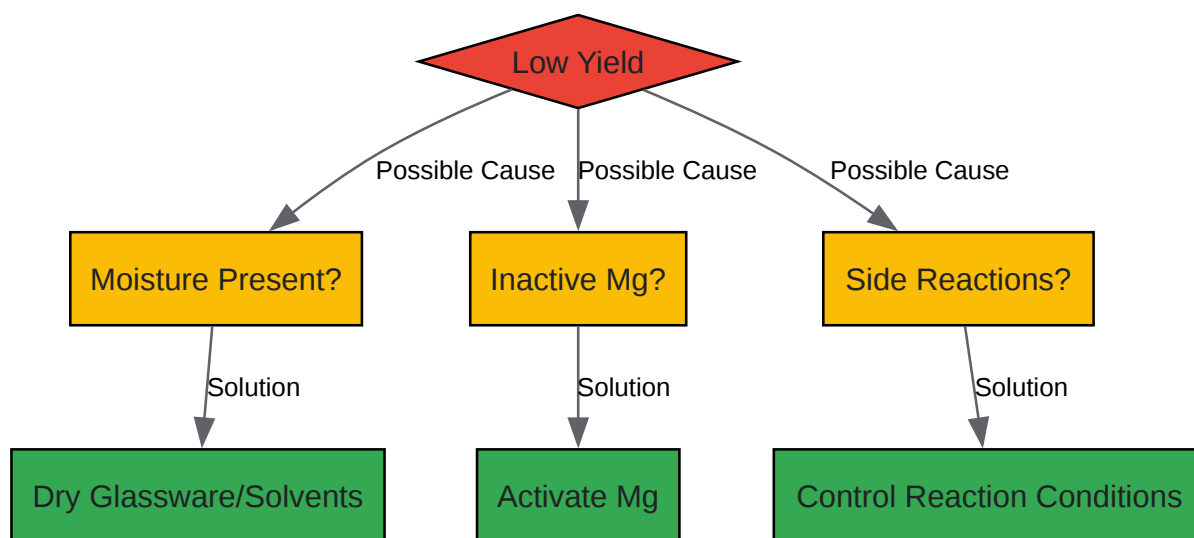 Low Yield
Possible Cause
Possible Cause
Possible Cause
Moisture Present?
Inactive Mg?
Side Reactions?
Solution
Solution
Solution
Dry Glassware/Solvents
Activate Mg
Control Reaction Conditions